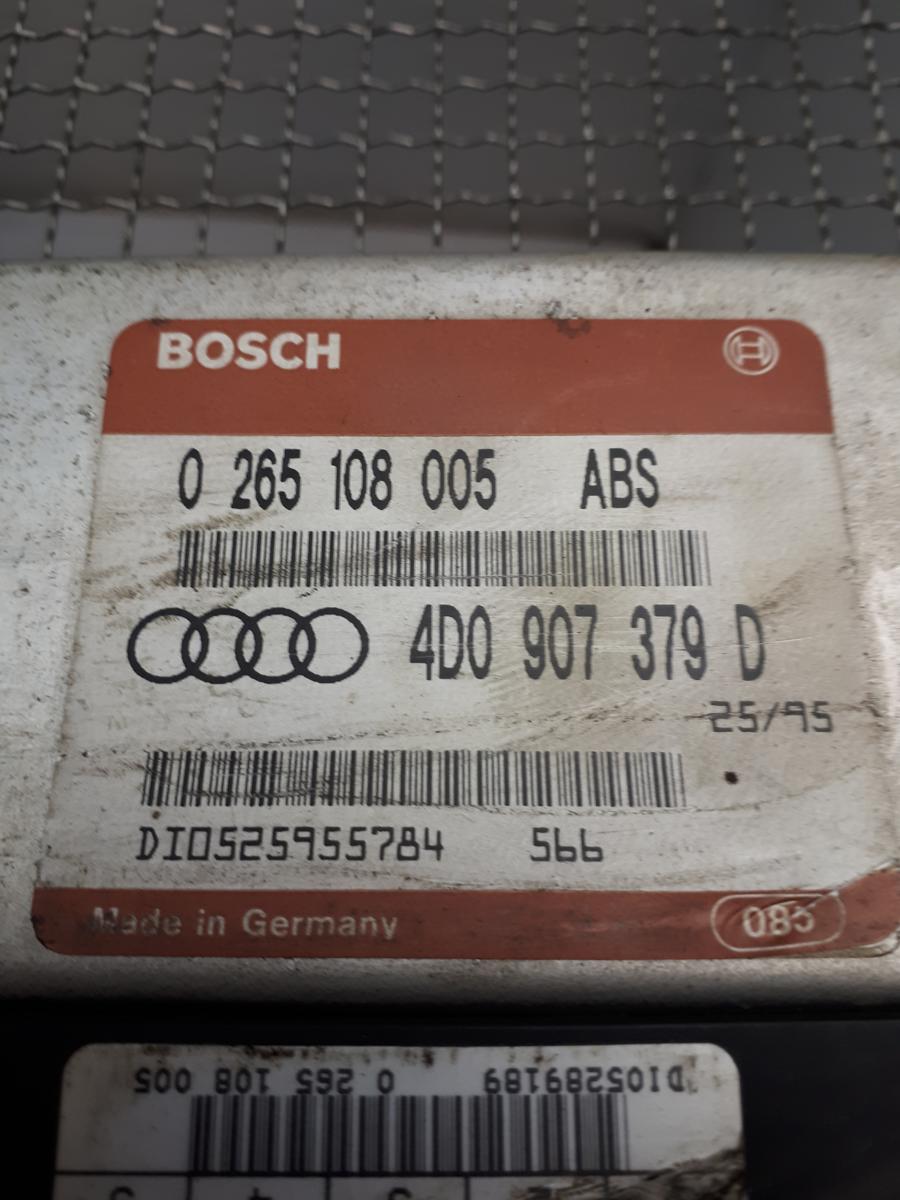 BOSCH
0 265 108 005 ABS
4D0 907 379 D
25/95
DI0525955784 566
Made in Germany
085
DI05289189 0 265 108 005